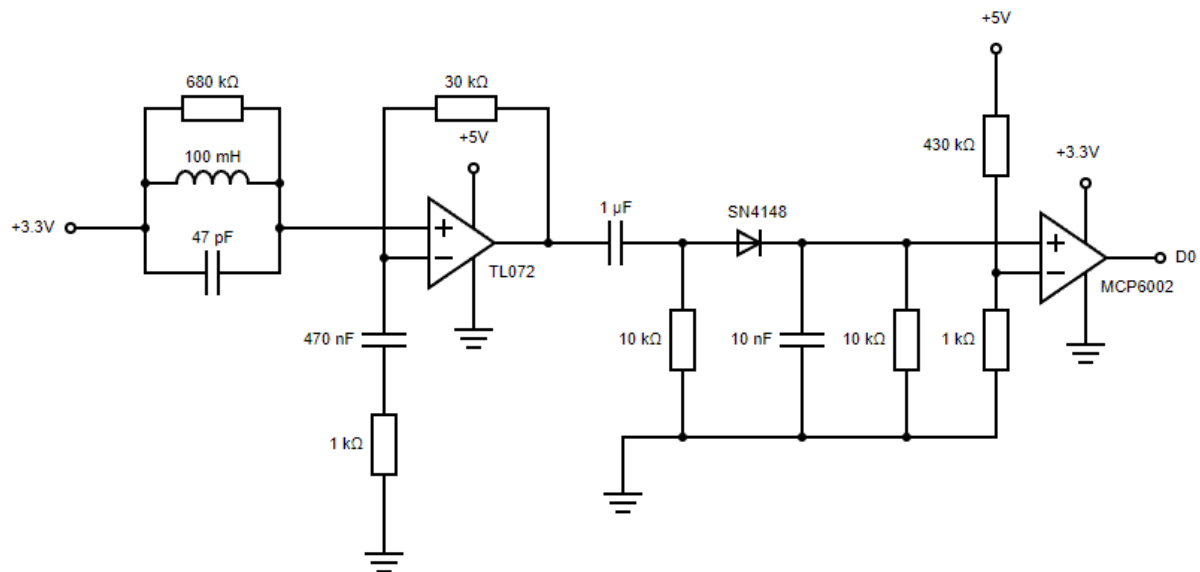 +5V
680 kΩ
30 kΩ
+5V
100 mH
430 kΩ
+3.3V
1 µF
SN4148
+3.3V
47 pF
TL072
D0
MCP6002
470 nF
10 kΩ
10 nF
10 kΩ
1 kΩ
1 kΩ